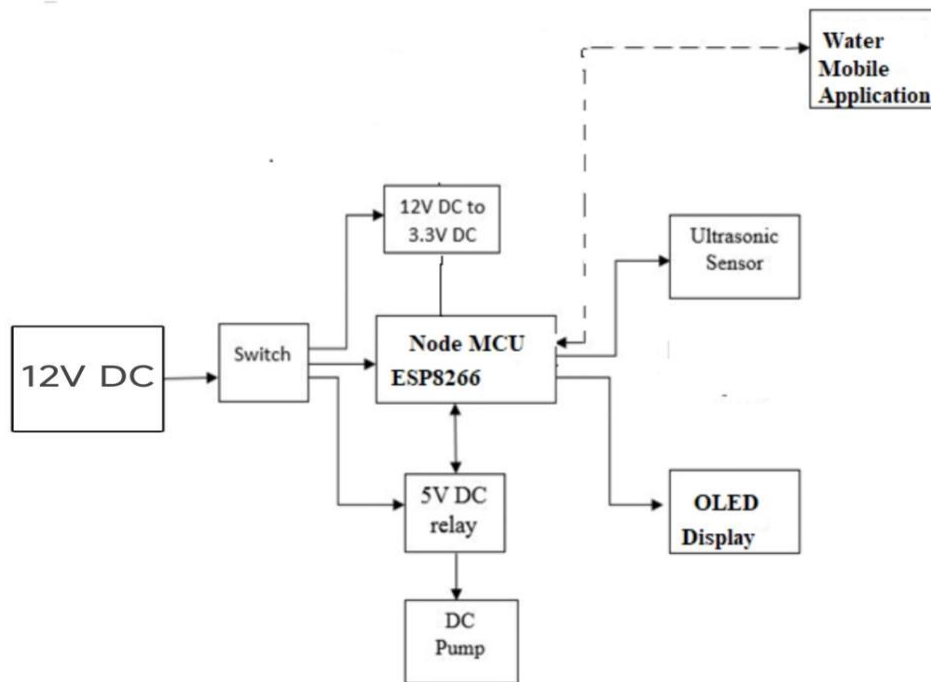 Water
Mobile
Application
12V DC to
3.3V DC
Ultrasonic
Sensor
12V DC
Switch
Node MCU
ESP8266
5V DC
relay
OLED
Display
DC
Pump